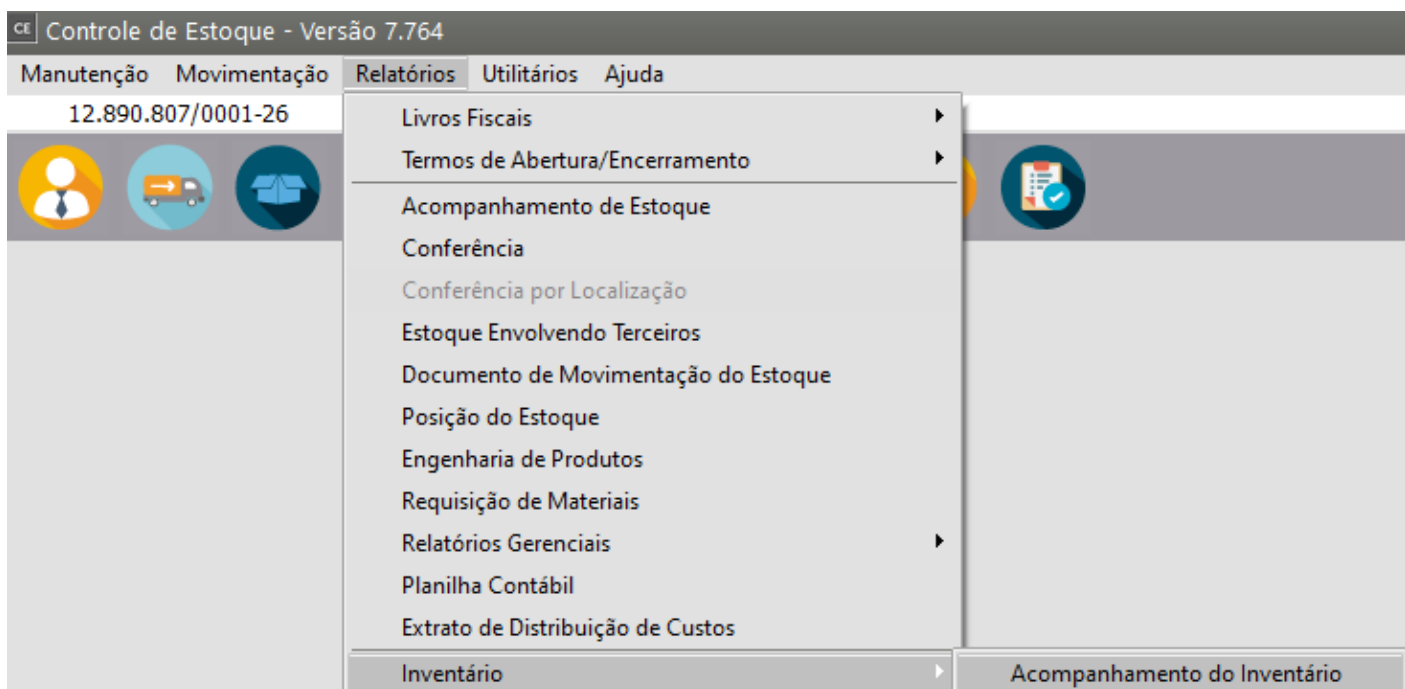 CE Controle de Estoque - Versão 7.764
Manutenção Movimentação Relatórios Utilitários Ajuda
12.890.807/0001-26
Livros Fiscais
Termos de Abertura/Encerramento
Acompanhamento de Estoque
Conferência
Conferência por Localização
Estoque Envolvendo Terceiros
Documento de Movimentação do Estoque
Posição do Estoque
Engenharia de Produtos
Requisição de Materiais
Relatórios Gerenciais
Planilha Contábil
Extrato de Distribuição de Custos
Inventário Acompanhamento do Inventário